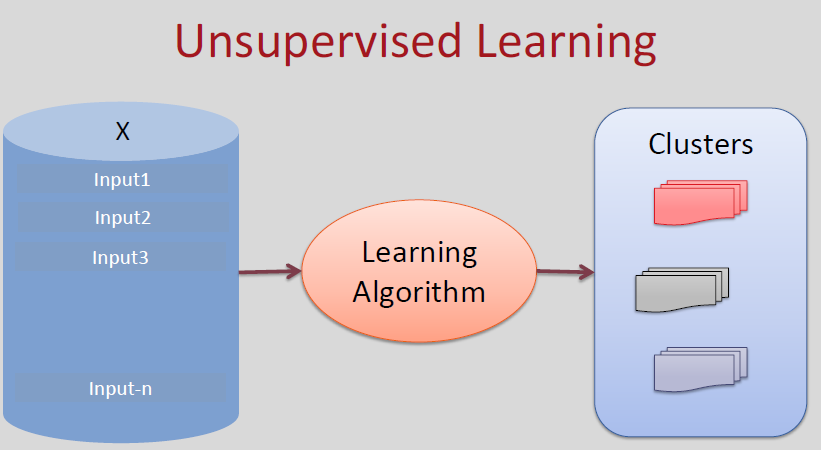 Unsupervised Learning
X
Input1
Input2
Input3
Input-n
Learning
Algorithm
Clusters